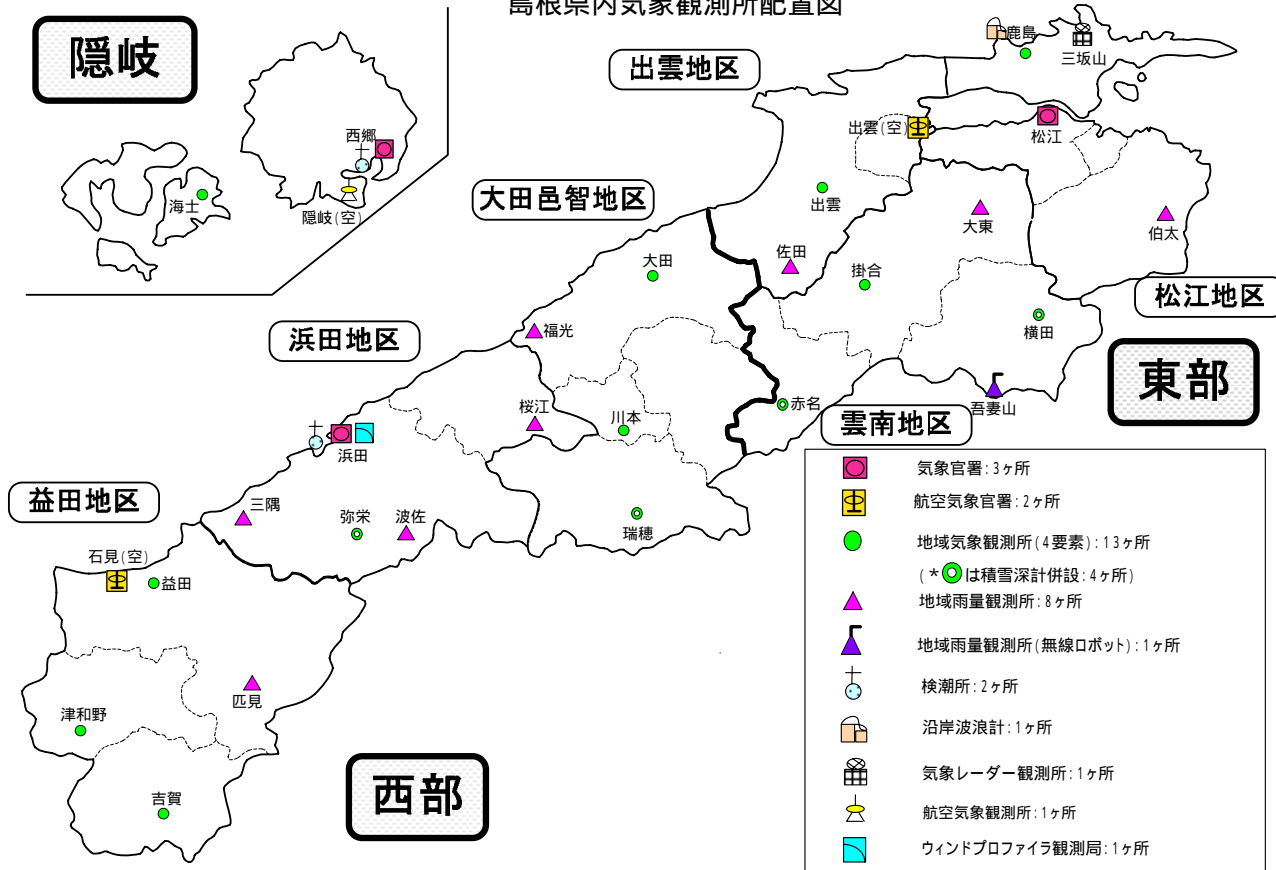 島根県内気象観測所配置図
隠岐
西郷
海士
隠岐(空)
出雲地区
鹿島
三坂山
出雲(空)
松江
出雲
大東
伯太
佐田
掛合
横田
松江地区
東部
吾妻山
赤名
雲南地区
大田邑智地区
大田
福光
桜江
川本
瑞穂
浜田地区
浜田
三隅
弥栄
波佐
益田地区
石見(空)
益田
匹見
津和野
吉賀
西部
気象官署:3ヶ所
航空気象官署:2ヶ所
地域気象観測所(4要素):13ヶ所
(*◎は積雪深計併設:4ヶ所)
地域雨量観測所:8ヶ所
地域雨量観測所(無線ロボット):1ヶ所
検潮所:2ヶ所
沿岸波浪計:1ヶ所
気象レーダー観測所:1ヶ所
航空気象観測所:1ヶ所
ウィンドプロファイラ観測局:1ヶ所